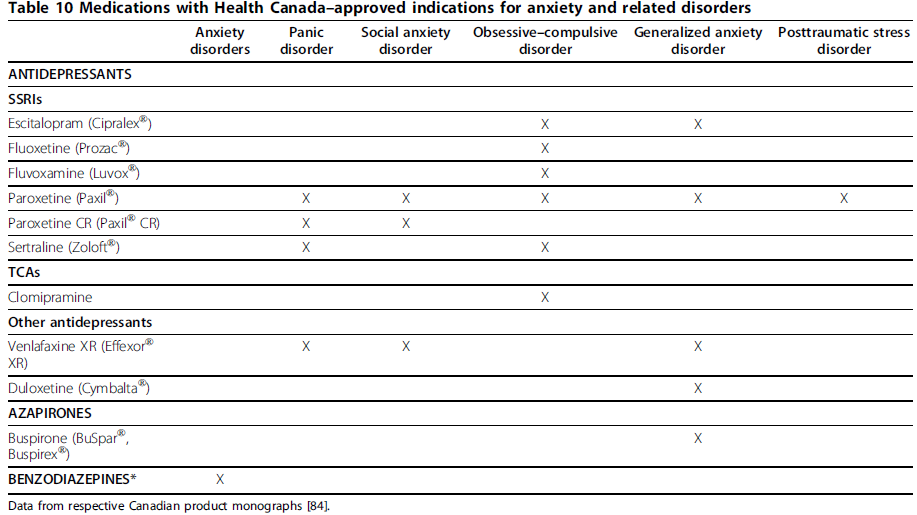 Table 10 Medications with Health Canada–approved indications for anxiety and related disorders
Anxiety disorders Panic disorder Social anxiety disorder Obsessive–compulsive disorder Generalized anxiety disorder Posttraumatic stress disorder
ANTIDEPRESSANTS
SSRIs
Escitalopram (Cipralex®) X X
Fluoxetine (Prozac®) X
Fluvoxamine (Luvox®) X
Paroxetine (Paxil®) X X X X X
Paroxetine CR (Paxil® CR) X X
Sertraline (Zoloft®) X X
TCAs
Clomipramine X
Other antidepressants
Venlafaxine XR (Effexor® X X X
XR)
Duloxetine (Cymbalta®) X
AZAPIRONES
Buspirone (BuSpar®, X
Buspirex®)
BENZODIAZEPINES* X
Data from respective Canadian product monographs [84].